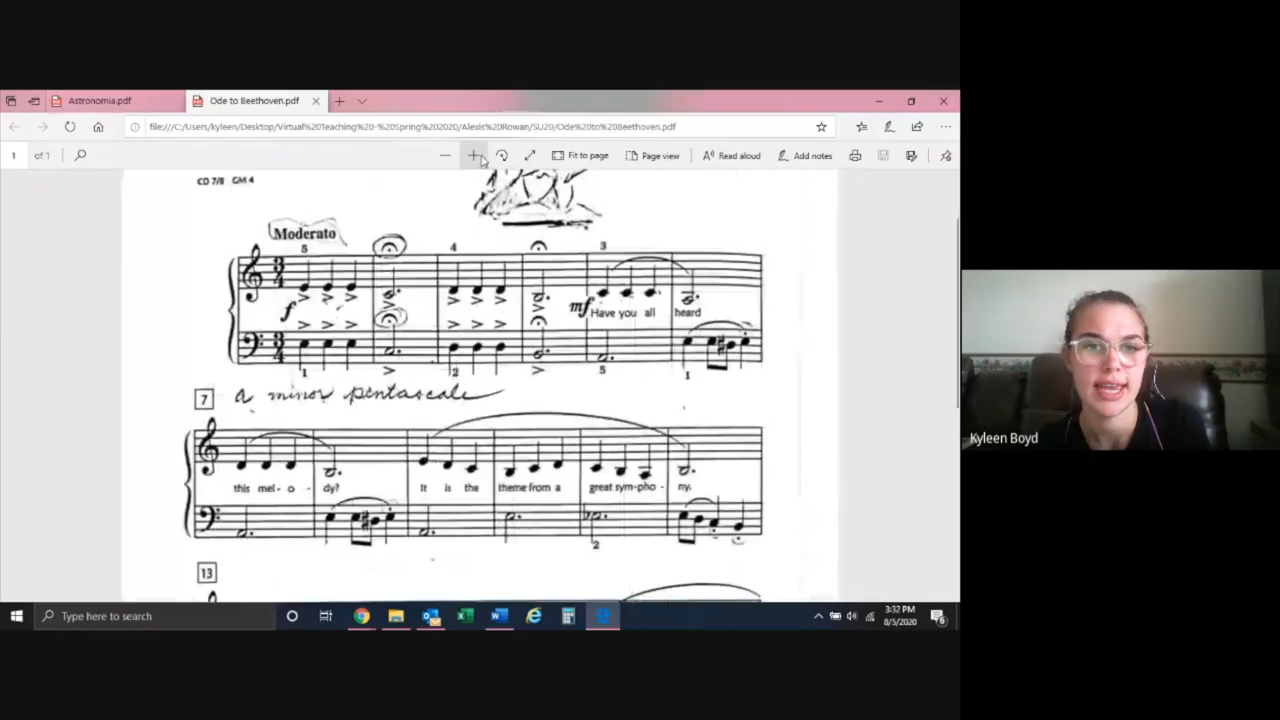 Astronomia.pdf
Ode to Beethoven.pdf
file:///C:/Users/kyleen/Desktop/Virtual%20Teaching%20-%20Spring%202020/Alexis%20Rowan/SU20/Ode%20to%20Beethoven.pdf
1 of 1
Fit to page
Page view
Read aloud
Add notes
CD 7/8 GM 4
Moderato
5 4 3
f
mf
Have you all heard
1 2 5 1
7 a minor pentascale
this mel - o - dy? It is the theme from a great sym-pho - ny.
2
13
Kyleen Boyd
Type here to search
3:32 PM
8/5/2020
6